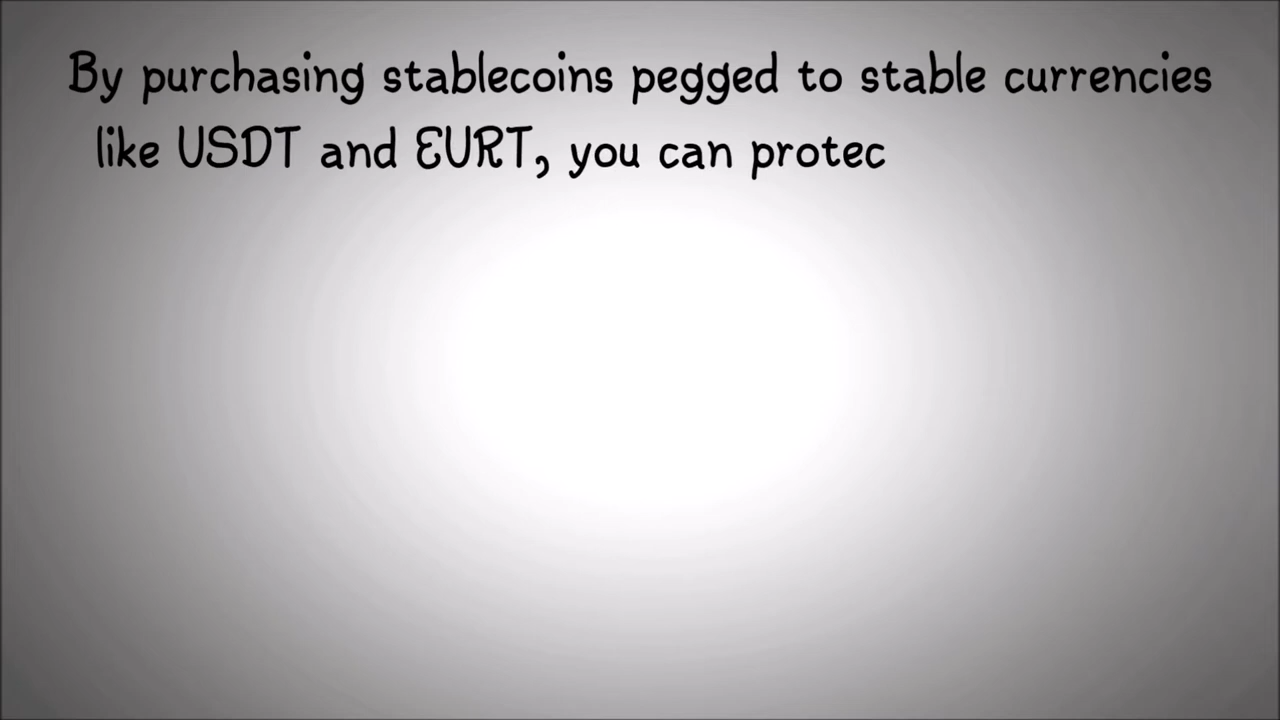 By purchasing stablecoins pegged to stable currencies
like USDT and EURT, you can protec